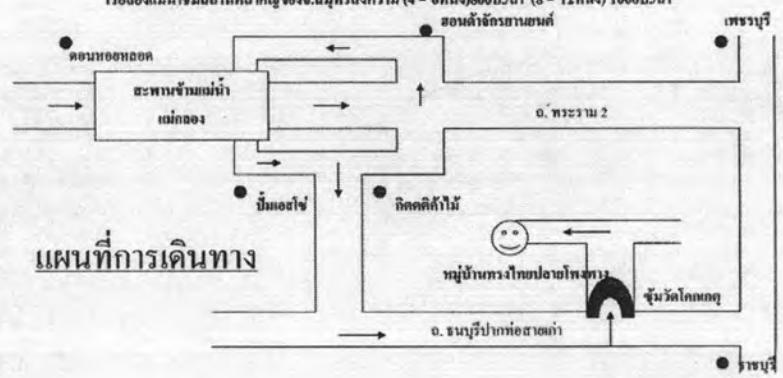 ฮอนด้าจักรยานยนต์
เพชรบุรี
ดอนหอยหลอด
สะพานข้ามแม่น้ำ
แม่กลอง
ถ. พระราม 2
ปั๊มเอสโซ่
กิตติค้าไม้
แผนที่การเดินทาง
หมู่บ้านทรงไทยปลายโพงพาง
ซุ้มวัดโคกเกตุ
ถ. ธนบุรีปากท่อสายเก่า
ราชบุรี